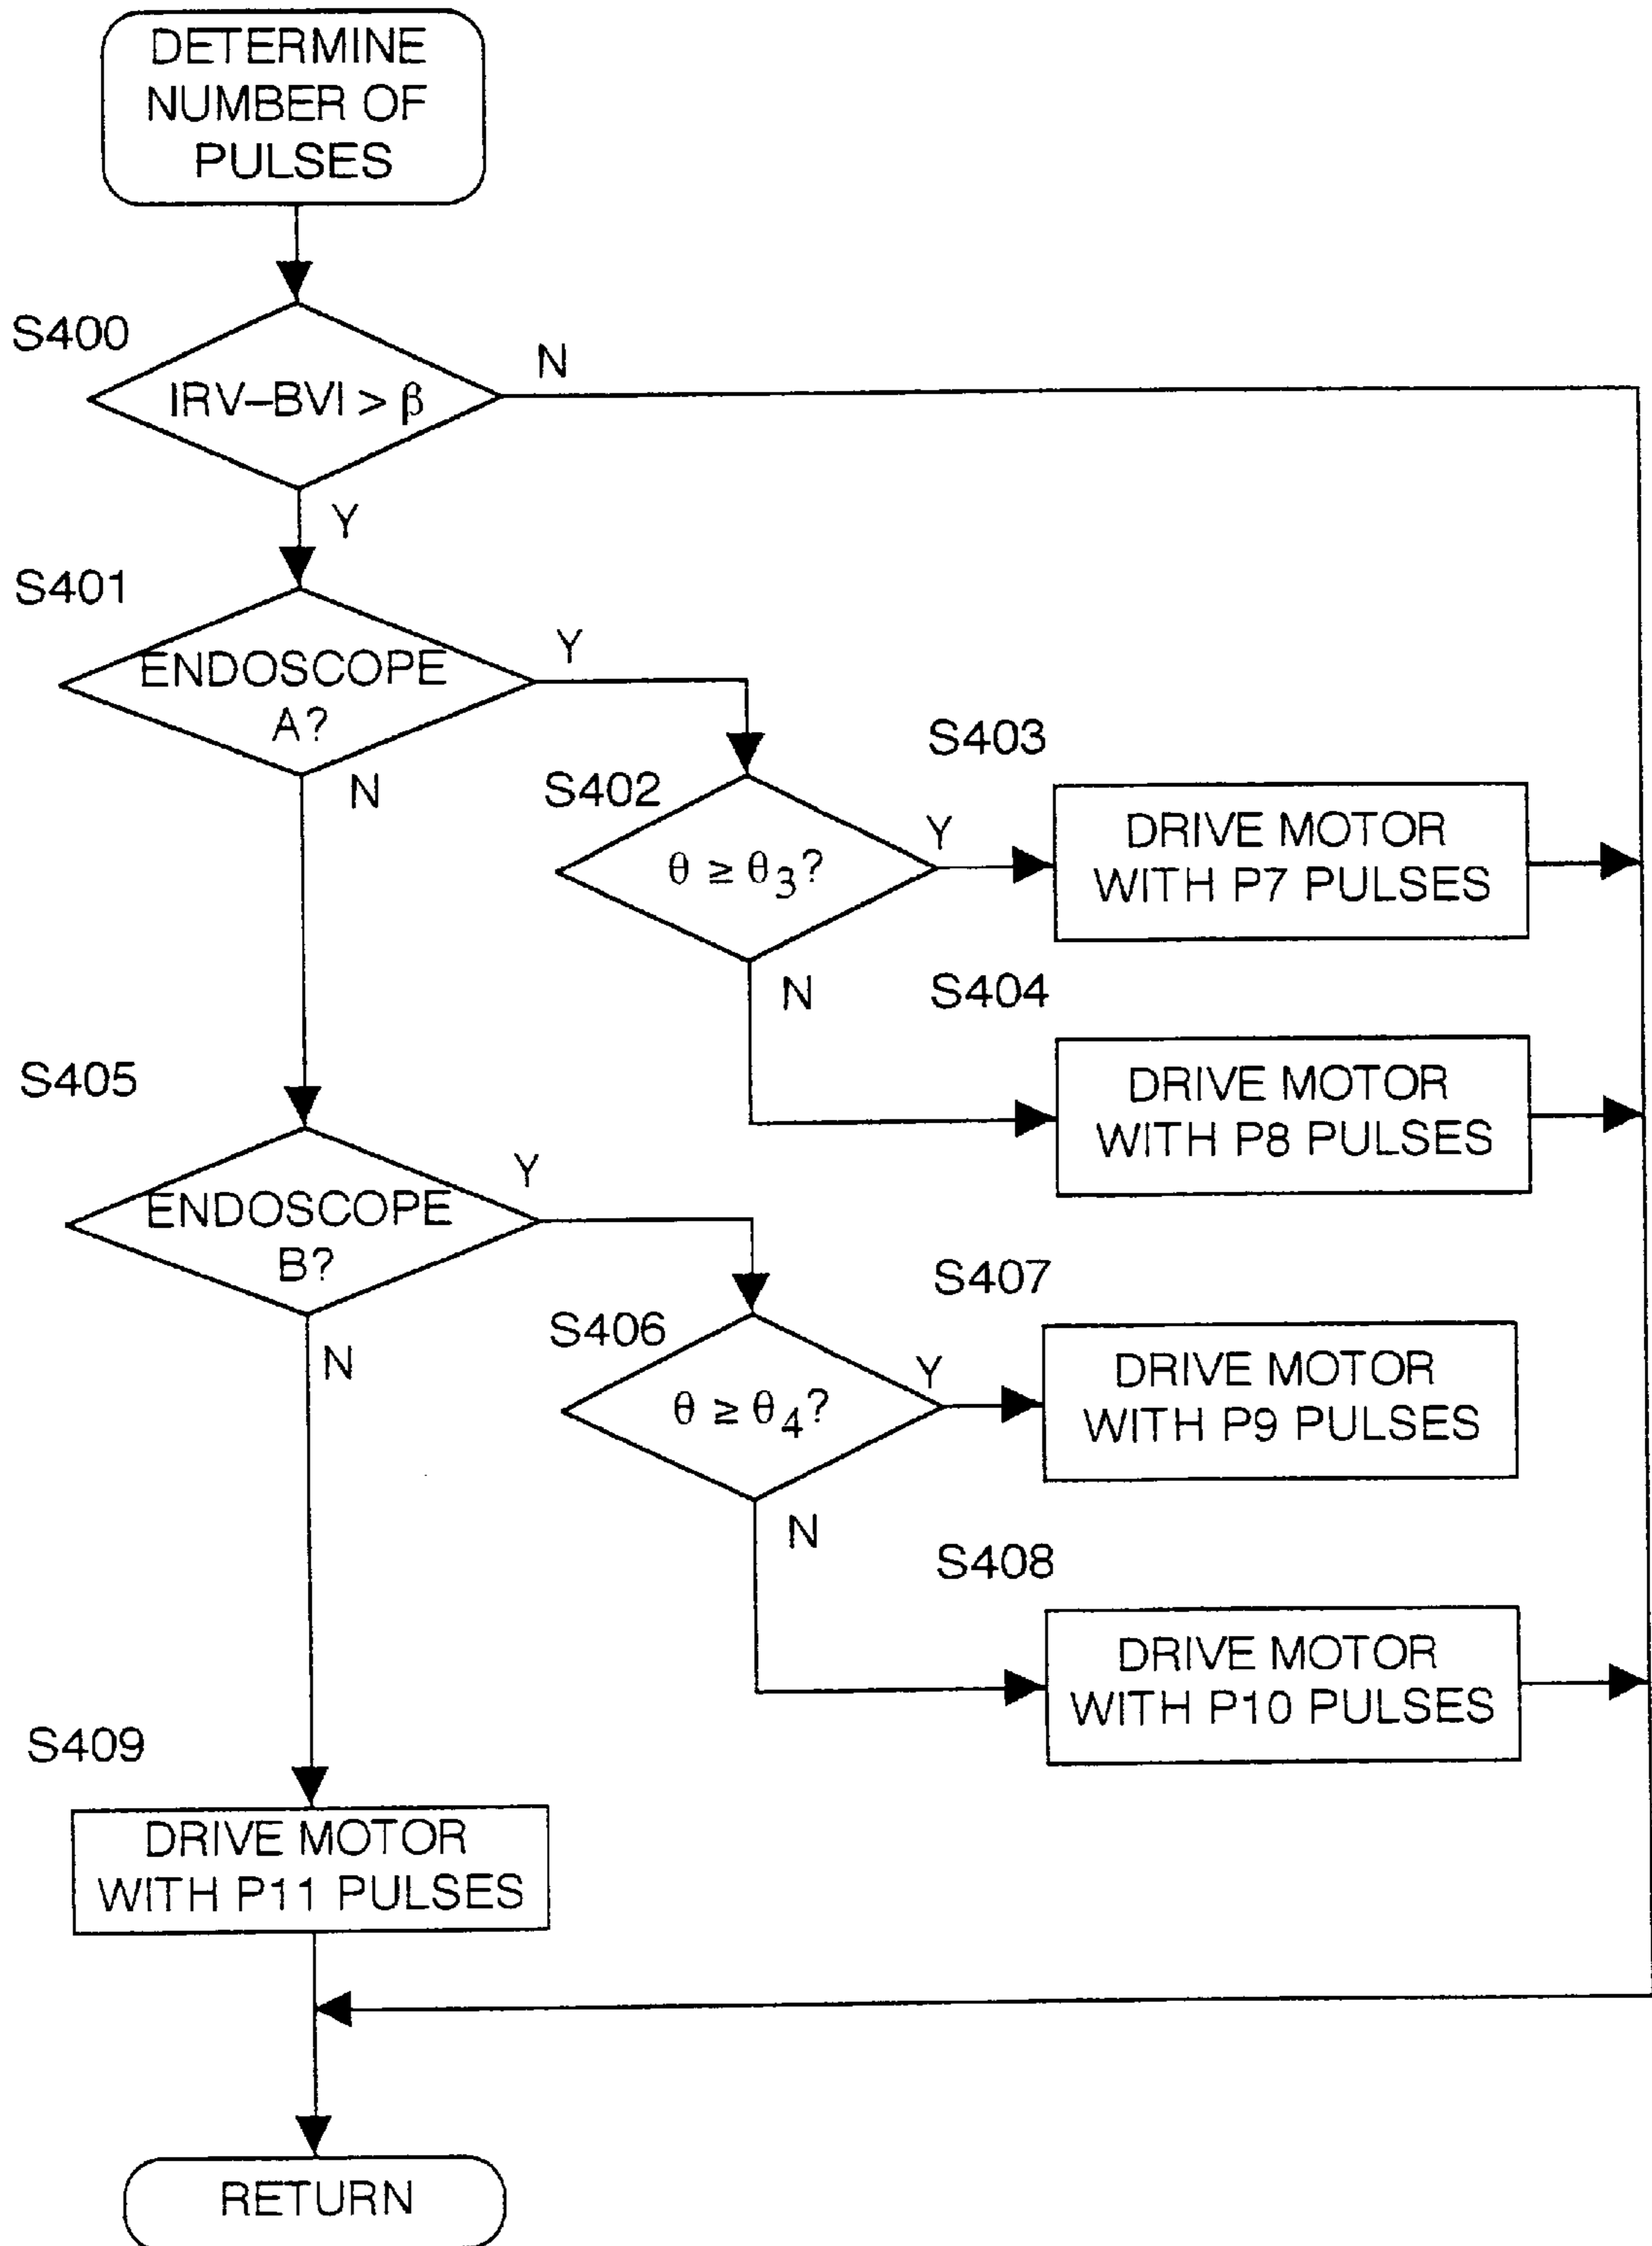 DETERMINE
NUMBER OF
PULSES
S400
IRV–BVI > β
N
Y
S401
ENDOSCOPE
A?
Y
N
S402
θ ≥ θ3?
Y
N
S403
DRIVE MOTOR
WITH P7 PULSES
S404
DRIVE MOTOR
WITH P8 PULSES
S405
ENDOSCOPE
B?
Y
N
S406
θ ≥ θ4?
Y
N
S407
DRIVE MOTOR
WITH P9 PULSES
S408
DRIVE MOTOR
WITH P10 PULSES
S409
DRIVE MOTOR
WITH P11 PULSES
RETURN